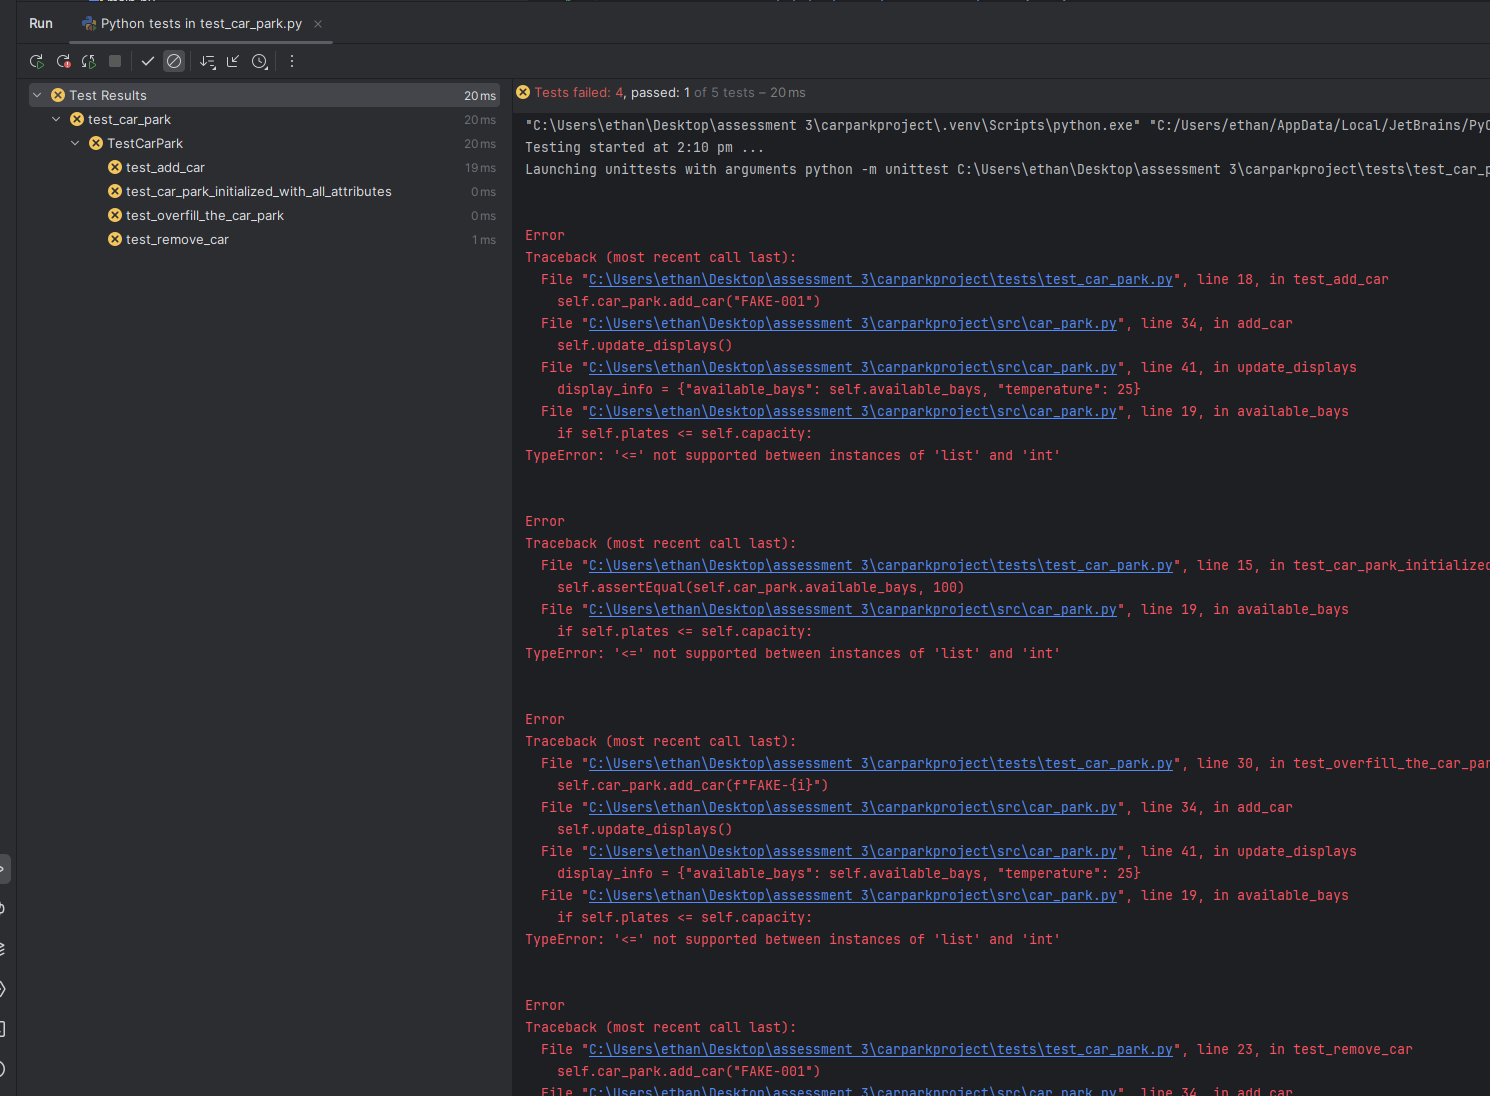 Run
Python tests in test_car_park.py
Test Results 20 ms
test_car_park 20 ms
TestCarPark 20 ms
test_add_car 19 ms
test_car_park_initialized_with_all_attributes 0 ms
test_overfill_the_car_park 0 ms
test_remove_car 1 ms
Tests failed: 4, passed: 1 of 5 tests – 20 ms
"C:\Users\ethan\Desktop\assessment 3\carparkproject\.venv\Scripts\python.exe" "C:/Users/ethan/AppData/Local/JetBrains/PyC
Testing started at 2:10 pm ...
Launching unittests with arguments python -m unittest C:\Users\ethan\Desktop\assessment 3\carparkproject\tests\test_car_p
Error
Traceback (most recent call last):
File "C:\Users\ethan\Desktop\assessment 3\carparkproject\tests\test_car_park.py", line 18, in test_add_car
self.car_park.add_car("FAKE-001")
File "C:\Users\ethan\Desktop\assessment 3\carparkproject\src\car_park.py", line 34, in add_car
self.update_displays()
File "C:\Users\ethan\Desktop\assessment 3\carparkproject\src\car_park.py", line 41, in update_displays
display_info = {"available_bays": self.available_bays, "temperature": 25}
File "C:\Users\ethan\Desktop\assessment 3\carparkproject\src\car_park.py", line 19, in available_bays
if self.plates <= self.capacity:
TypeError: '<=' not supported between instances of 'list' and 'int'
Error
Traceback (most recent call last):
File "C:\Users\ethan\Desktop\assessment 3\carparkproject\tests\test_car_park.py", line 15, in test_car_park_initialized
self.assertEqual(self.car_park.available_bays, 100)
File "C:\Users\ethan\Desktop\assessment 3\carparkproject\src\car_park.py", line 19, in available_bays
if self.plates <= self.capacity:
TypeError: '<=' not supported between instances of 'list' and 'int'
Error
Traceback (most recent call last):
File "C:\Users\ethan\Desktop\assessment 3\carparkproject\tests\test_car_park.py", line 30, in test_overfill_the_car_par
self.car_park.add_car(f"FAKE-{i}")
File "C:\Users\ethan\Desktop\assessment 3\carparkproject\src\car_park.py", line 34, in add_car
self.update_displays()
File "C:\Users\ethan\Desktop\assessment 3\carparkproject\src\car_park.py", line 41, in update_displays
display_info = {"available_bays": self.available_bays, "temperature": 25}
File "C:\Users\ethan\Desktop\assessment 3\carparkproject\src\car_park.py", line 19, in available_bays
if self.plates <= self.capacity:
TypeError: '<=' not supported between instances of 'list' and 'int'
Error
Traceback (most recent call last):
File "C:\Users\ethan\Desktop\assessment 3\carparkproject\tests\test_car_park.py", line 23, in test_remove_car
self.car_park.add_car("FAKE-001")
File "C:\Users\ethan\Desktop\assessment 3\carparkproject\src\car_park.py", line 34, in add_car